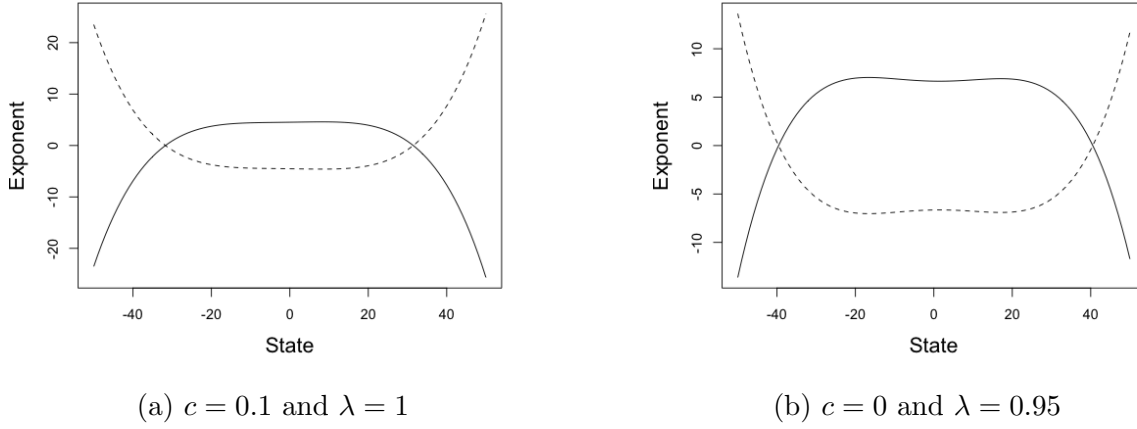 20
10
0
-10
-20
Exponent
-40 -20 0 20 40
State
(a) c = 0.1 and λ = 1
10
5
0
-5
-10
Exponent
-40 -20 0 20 40
State
(b) c = 0 and λ = 0.95